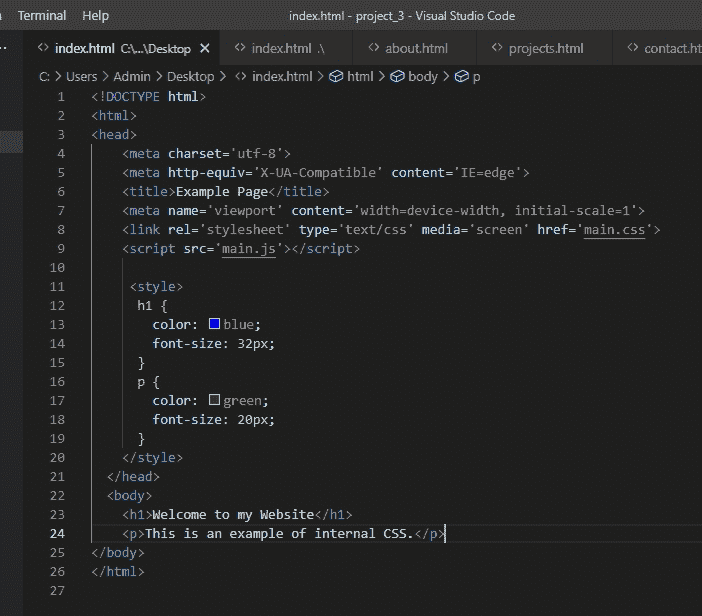 Terminal Help index.html - project_3 - Visual Studio Code
index.html C:\...\Desktop index.html .\ about.html projects.html contact.ht
C: > Users > Admin > Desktop > index.html > html > body > p
1 <!DOCTYPE html>
2 <html>
3 <head>
4 <meta charset='utf-8'>
5 <meta http-equiv='X-UA-Compatible' content='IE=edge'>
6 <title>Example Page</title>
7 <meta name='viewport' content='width=device-width, initial-scale=1'>
8 <link rel='stylesheet' type='text/css' media='screen' href='main.css'>
9 <script src='main.js'></script>
10
11 <style>
12 h1 {
13 color: blue;
14 font-size: 32px;
15 }
16 p {
17 color: green;
18 font-size: 20px;
19 }
20 </style>
21 </head>
22 <body>
23 <h1>Welcome to my Website</h1>
24 <p>This is an example of internal CSS.</p>
25 </body>
26 </html>
27